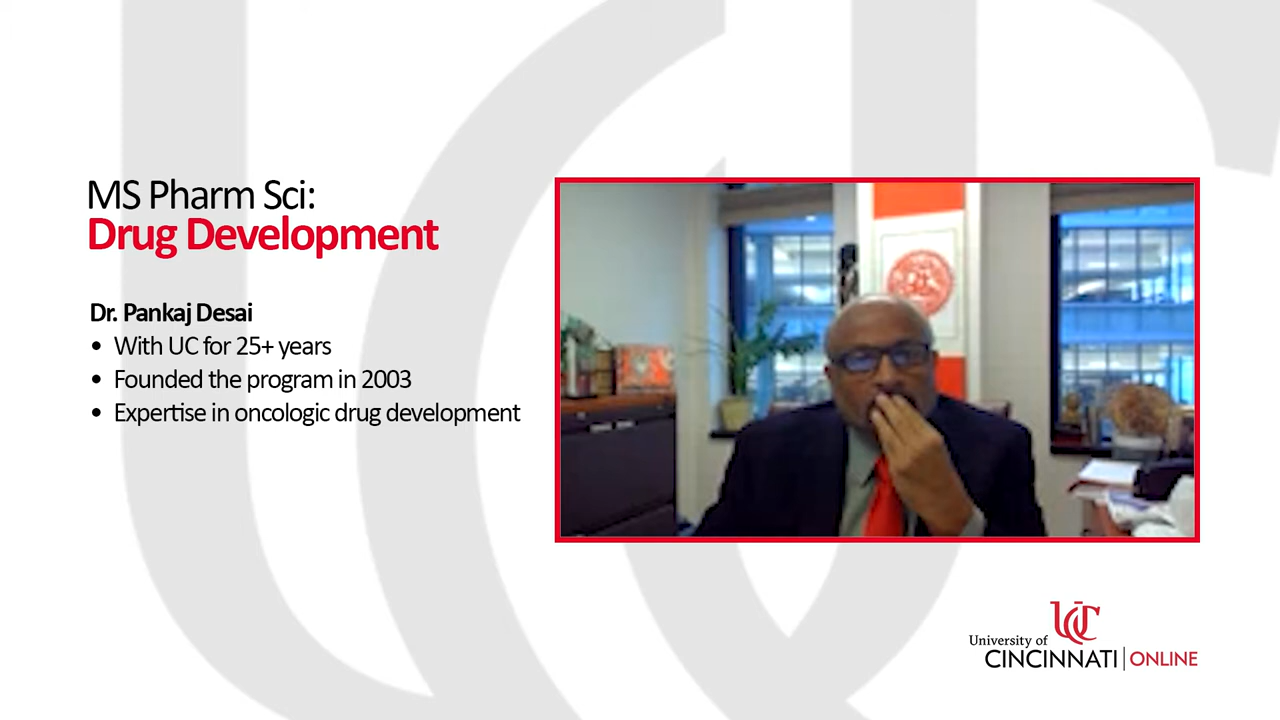 MS Pharm Sci:
Drug Development
Dr. Pankaj Desai
• With UC for 25+ years
• Founded the program in 2003
• Expertise in oncologic drug development
UC
University of
CINCINNATI | ONLINE